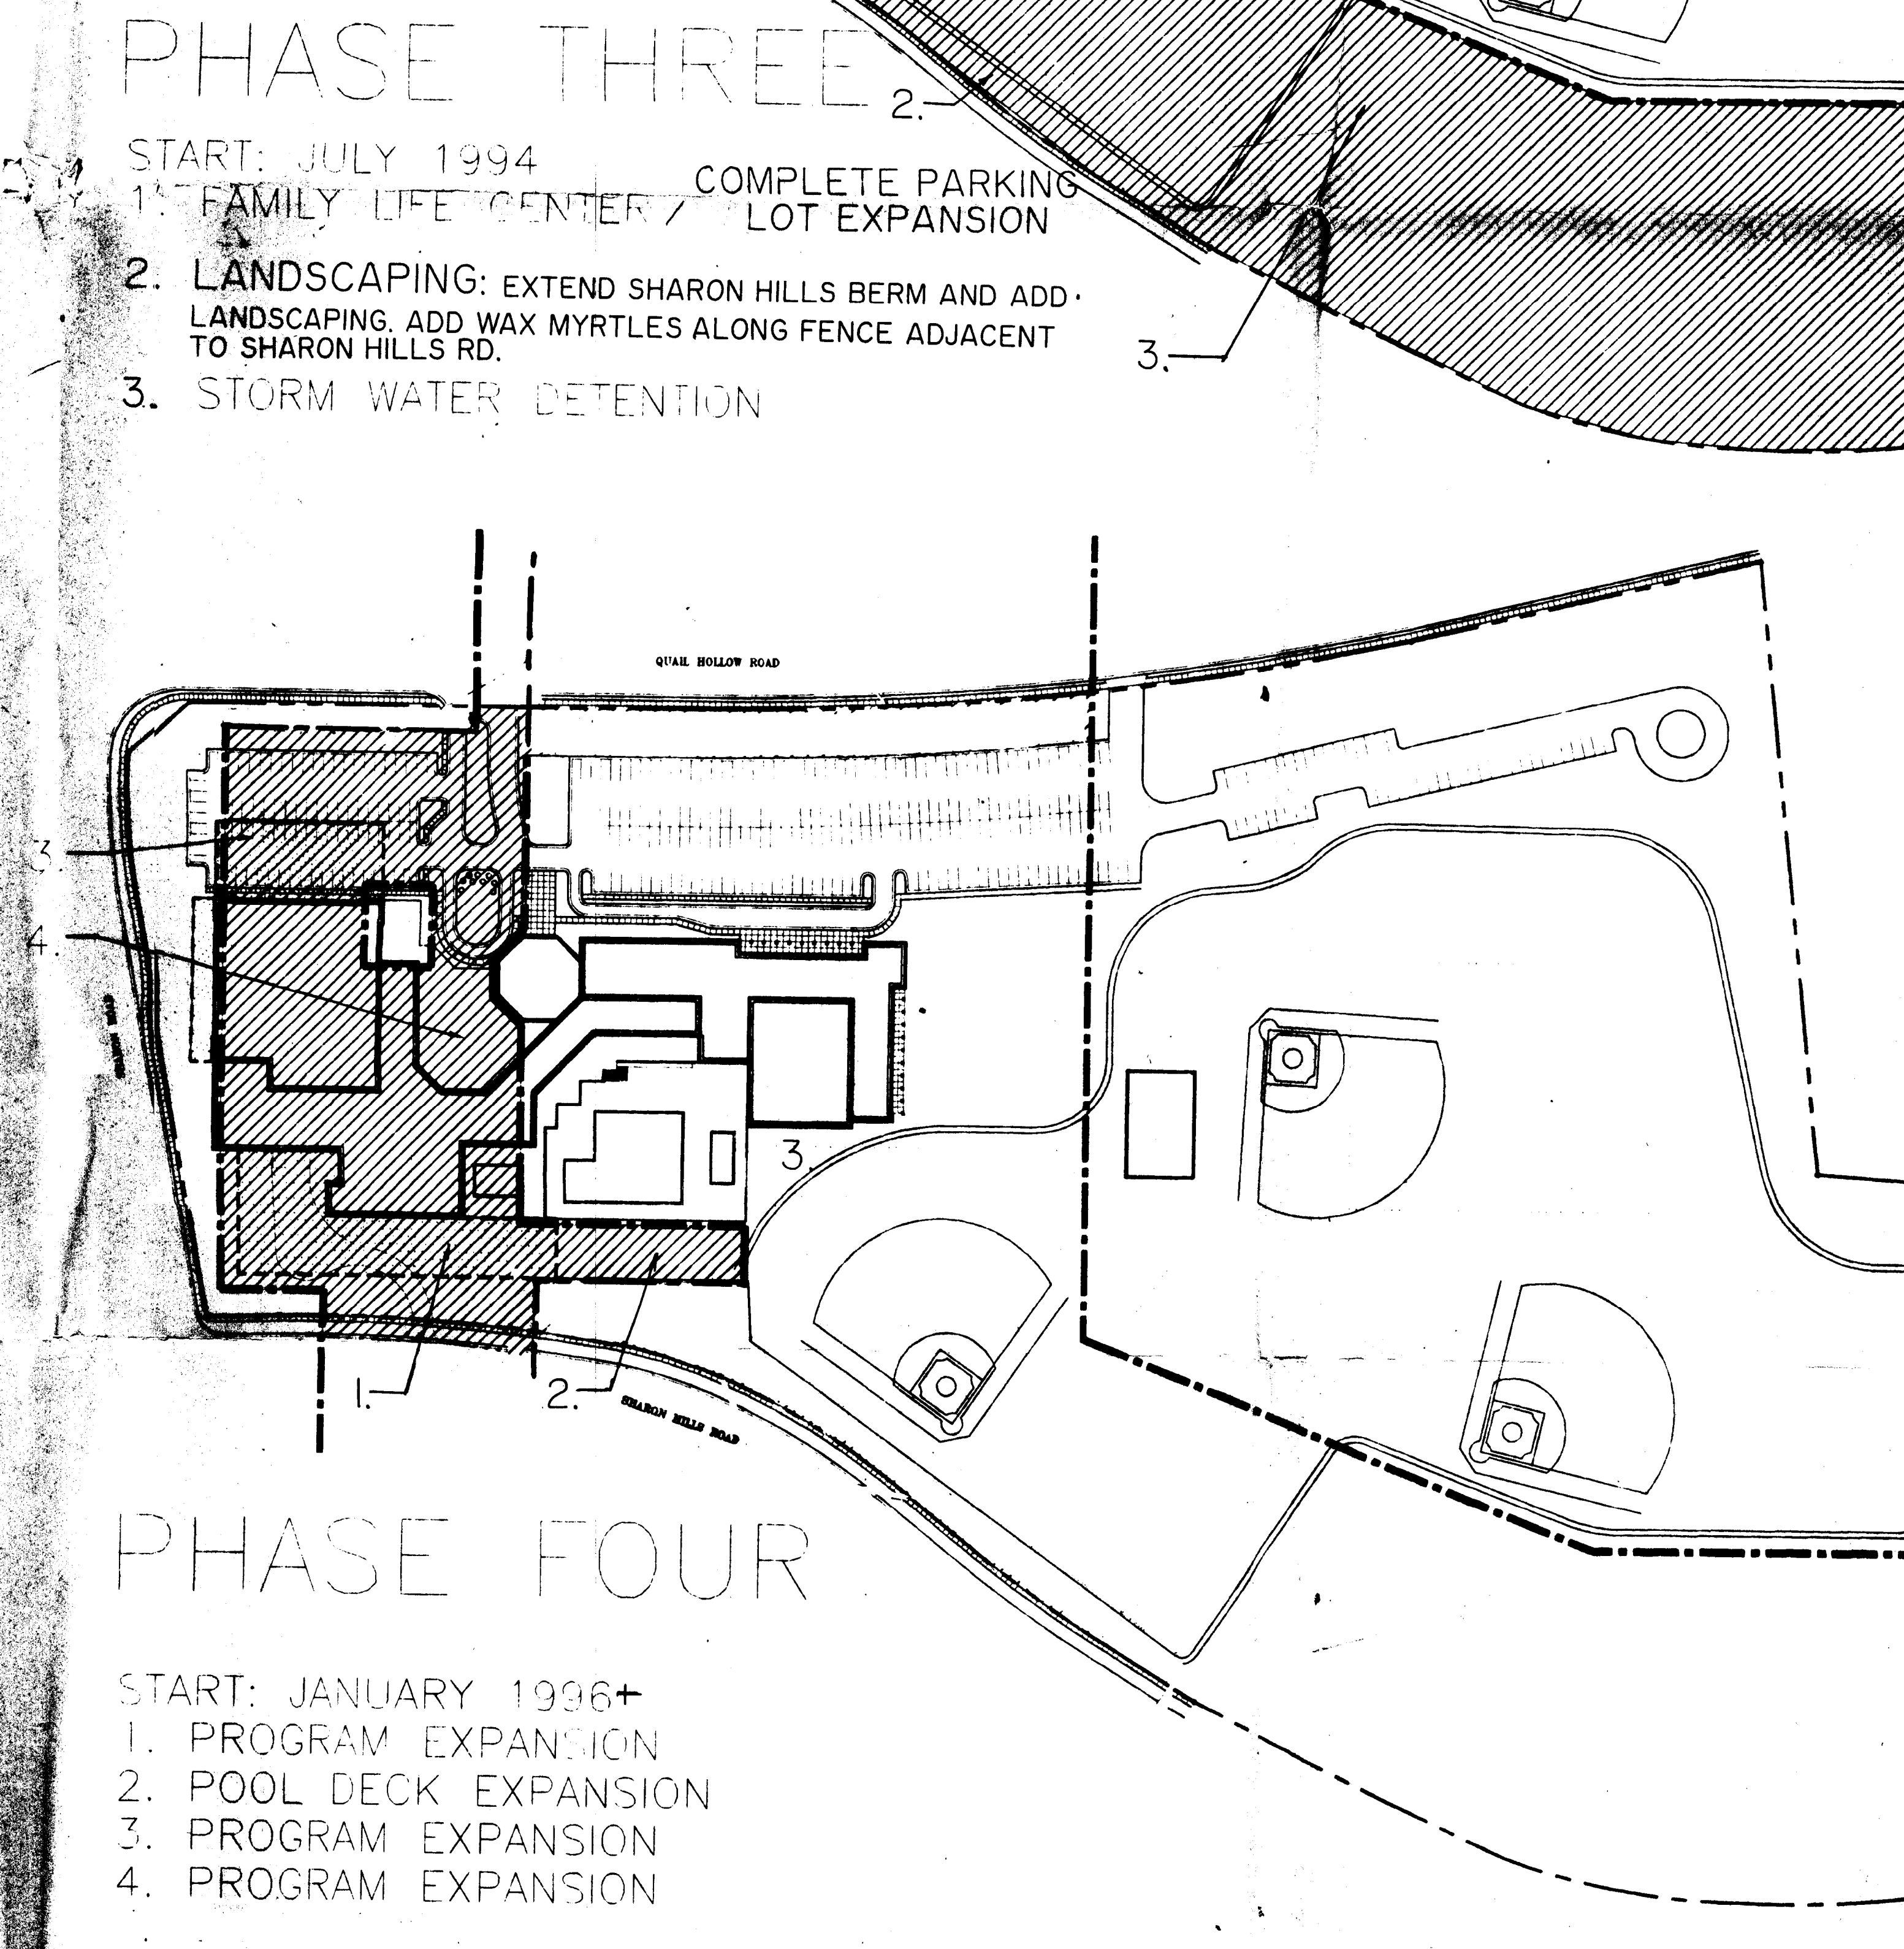 PHASE THREE
2.
START: JULY 1994
1. FAMILY LIFE CENTER / COMPLETE PARKING
LOT EXPANSION
2. LANDSCAPING: EXTEND SHARON HILLS BERM AND ADD
LANDSCAPING. ADD WAX MYRTLES ALONG FENCE ADJACENT
TO SHARON HILLS RD.
3.
3. STORM WATER DETENTION
QUAIL HOLLOW ROAD
3.
4.
3.
1.
2.
SHARON HILLS ROAD
PHASE FOUR
START: JANUARY 1996+
1. PROGRAM EXPANSION
2. POOL DECK EXPANSION
3. PROGRAM EXPANSION
4. PROGRAM EXPANSION